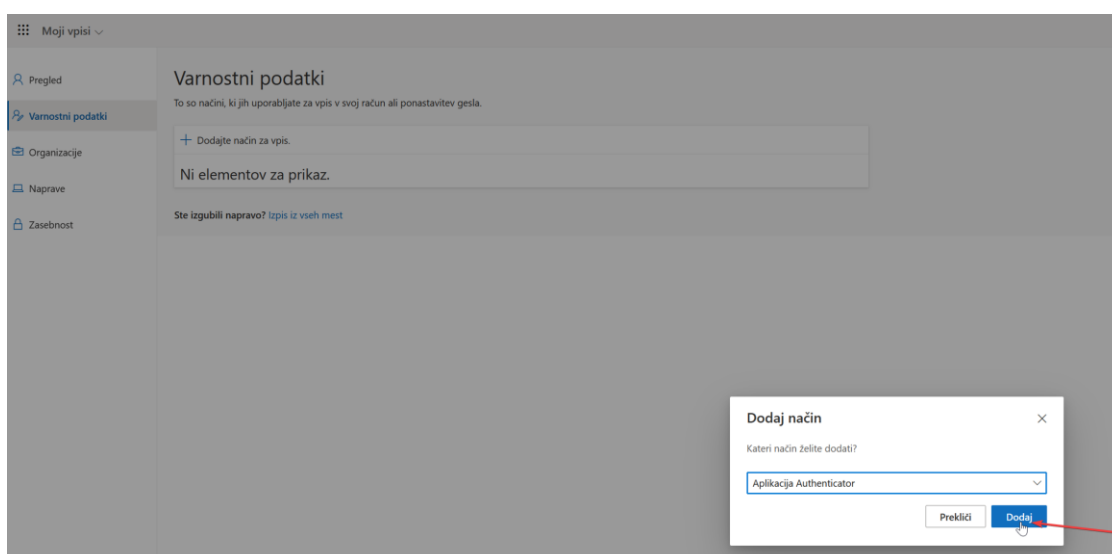 Moji vpisi
Pregled
Varnostni podatki
Organizacije
Naprave
Zasebnost
Varnostni podatki
To so načini, ki jih uporabljate za vpis v svoj račun ali ponastavitev gesla.
Dodajte način za vpis.
Ni elementov za prikaz.
Ste izgubili napravo? Izpis iz vseh mest
Dodaj način
Kateri način želite dodati?
Aplikacija Authenticator
Prekliči Dodaj